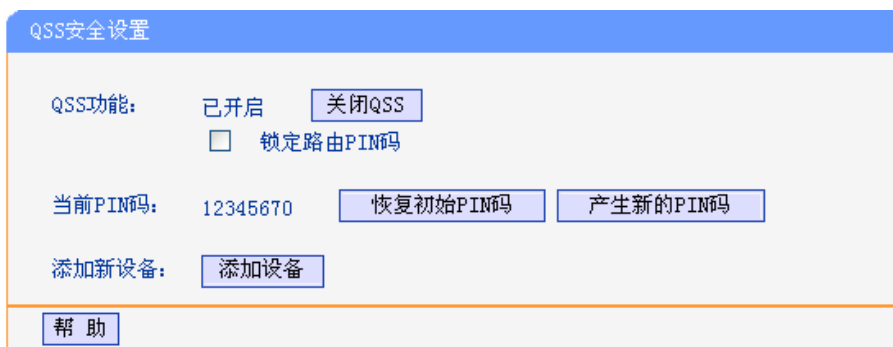 QSS安全设置
QSS功能： 已开启 关闭QSS
锁定路由PIN码
当前PIN码： 12345670 恢复初始PIN码 产生新的PIN码
添加新设备： 添加设备
帮 助